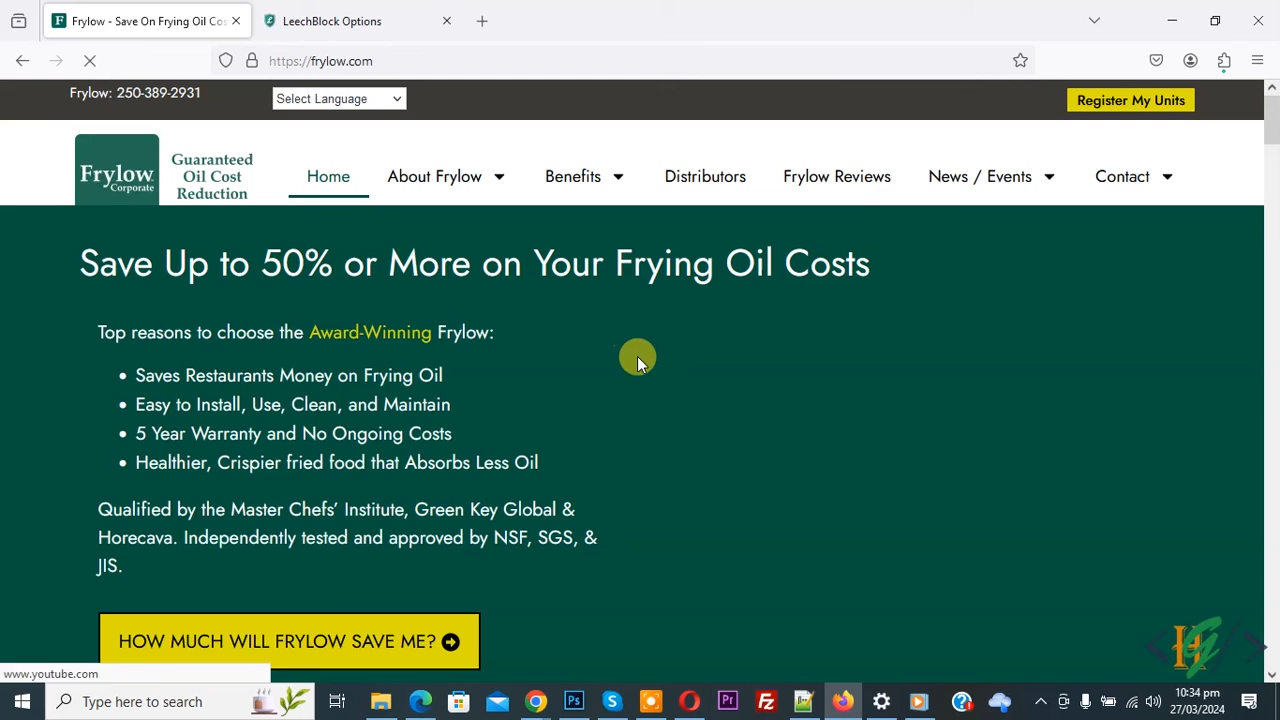 Frylow - Save On Frying Oil Cos
LeechBlock Options
https://frylow.com
Frylow: 250-389-2931
Select Language
Register My Units
Frylow
Corporate
Guaranteed
Oil Cost
Reduction
Home
About Frylow
Benefits
Distributors
Frylow Reviews
News / Events
Contact
Save Up to 50% or More on Your Frying Oil Costs
Top reasons to choose the Award-Winning Frylow:
• Saves Restaurants Money on Frying Oil
• Easy to Install, Use, Clean, and Maintain
• 5 Year Warranty and No Ongoing Costs
• Healthier, Crispier fried food that Absorbs Less Oil
Qualified by the Master Chefs' Institute, Green Key Global &
Horecava. Independently tested and approved by NSF, SGS, &
JIS.
HOW MUCH WILL FRYLOW SAVE ME?
www.youtube.com
Type here to search
10:34 pm
27/03/2024